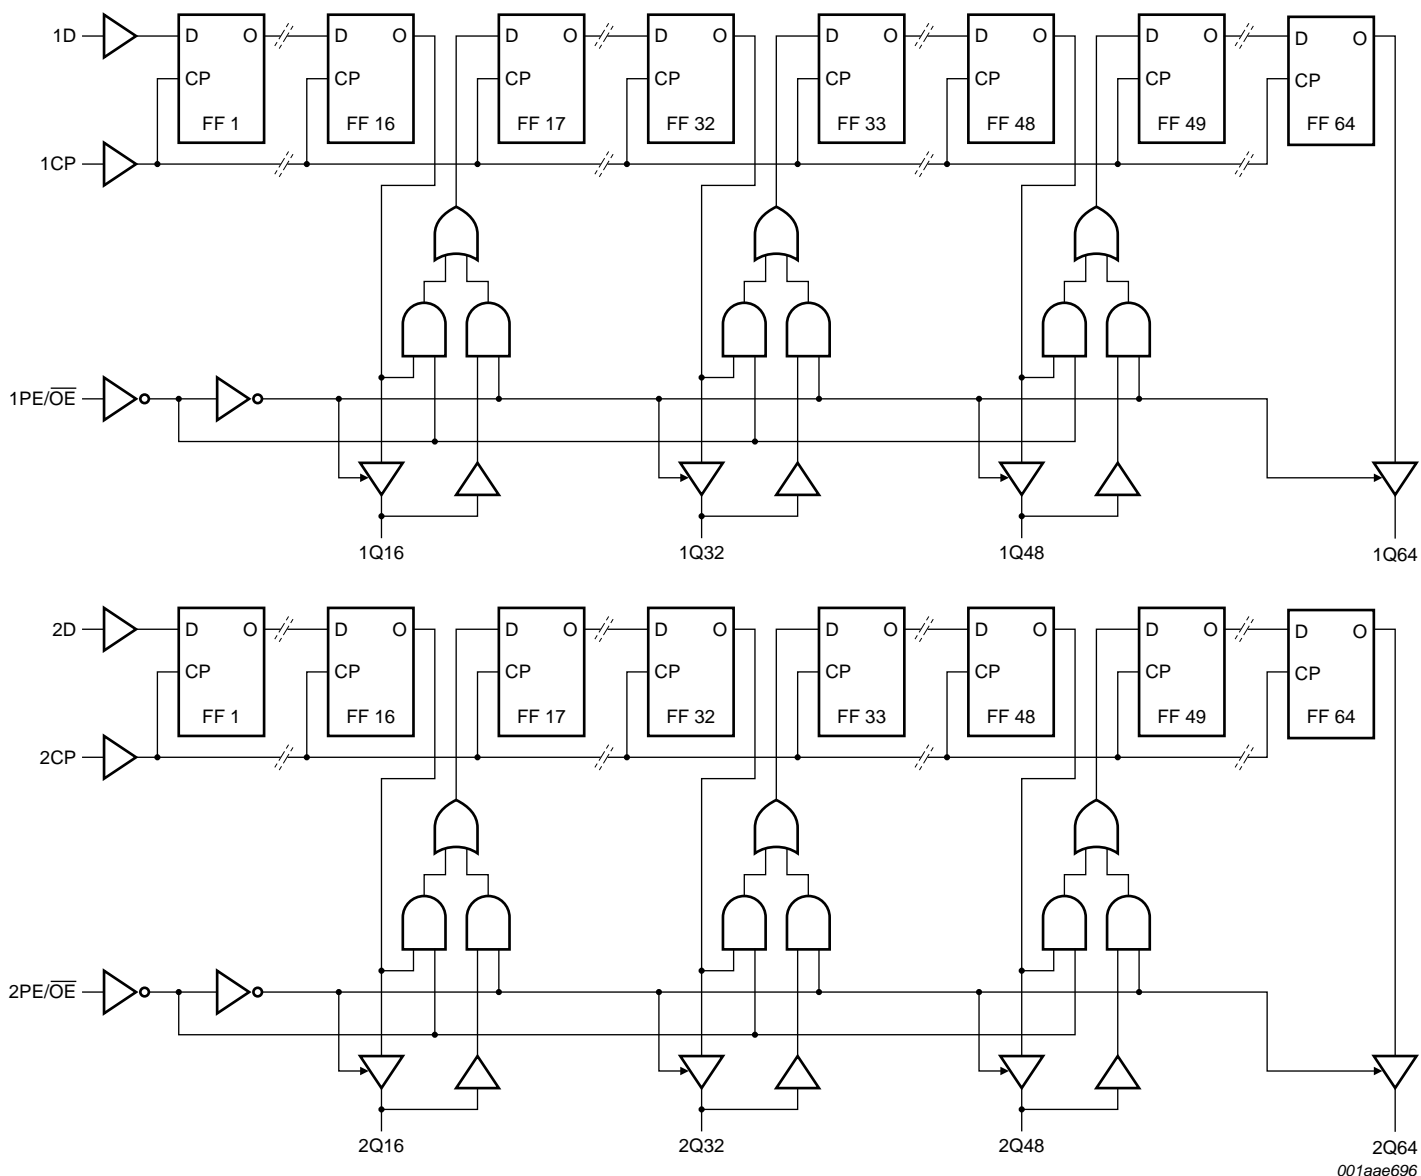 1D D O D O D O D O D O D O D O D O
CP CP CP CP CP CP CP CP
FF 1 FF 16 FF 17 FF 32 FF 33 FF 48 FF 49 FF 64
1CP
1PE/O̅E̅
1Q16 1Q32 1Q48 1Q64
2D D O D O D O D O D O D O D O D O
CP CP CP CP CP CP CP CP
FF 1 FF 16 FF 17 FF 32 FF 33 FF 48 FF 49 FF 64
2CP
2PE/O̅E̅
2Q16 2Q32 2Q48 2Q64
001aae696